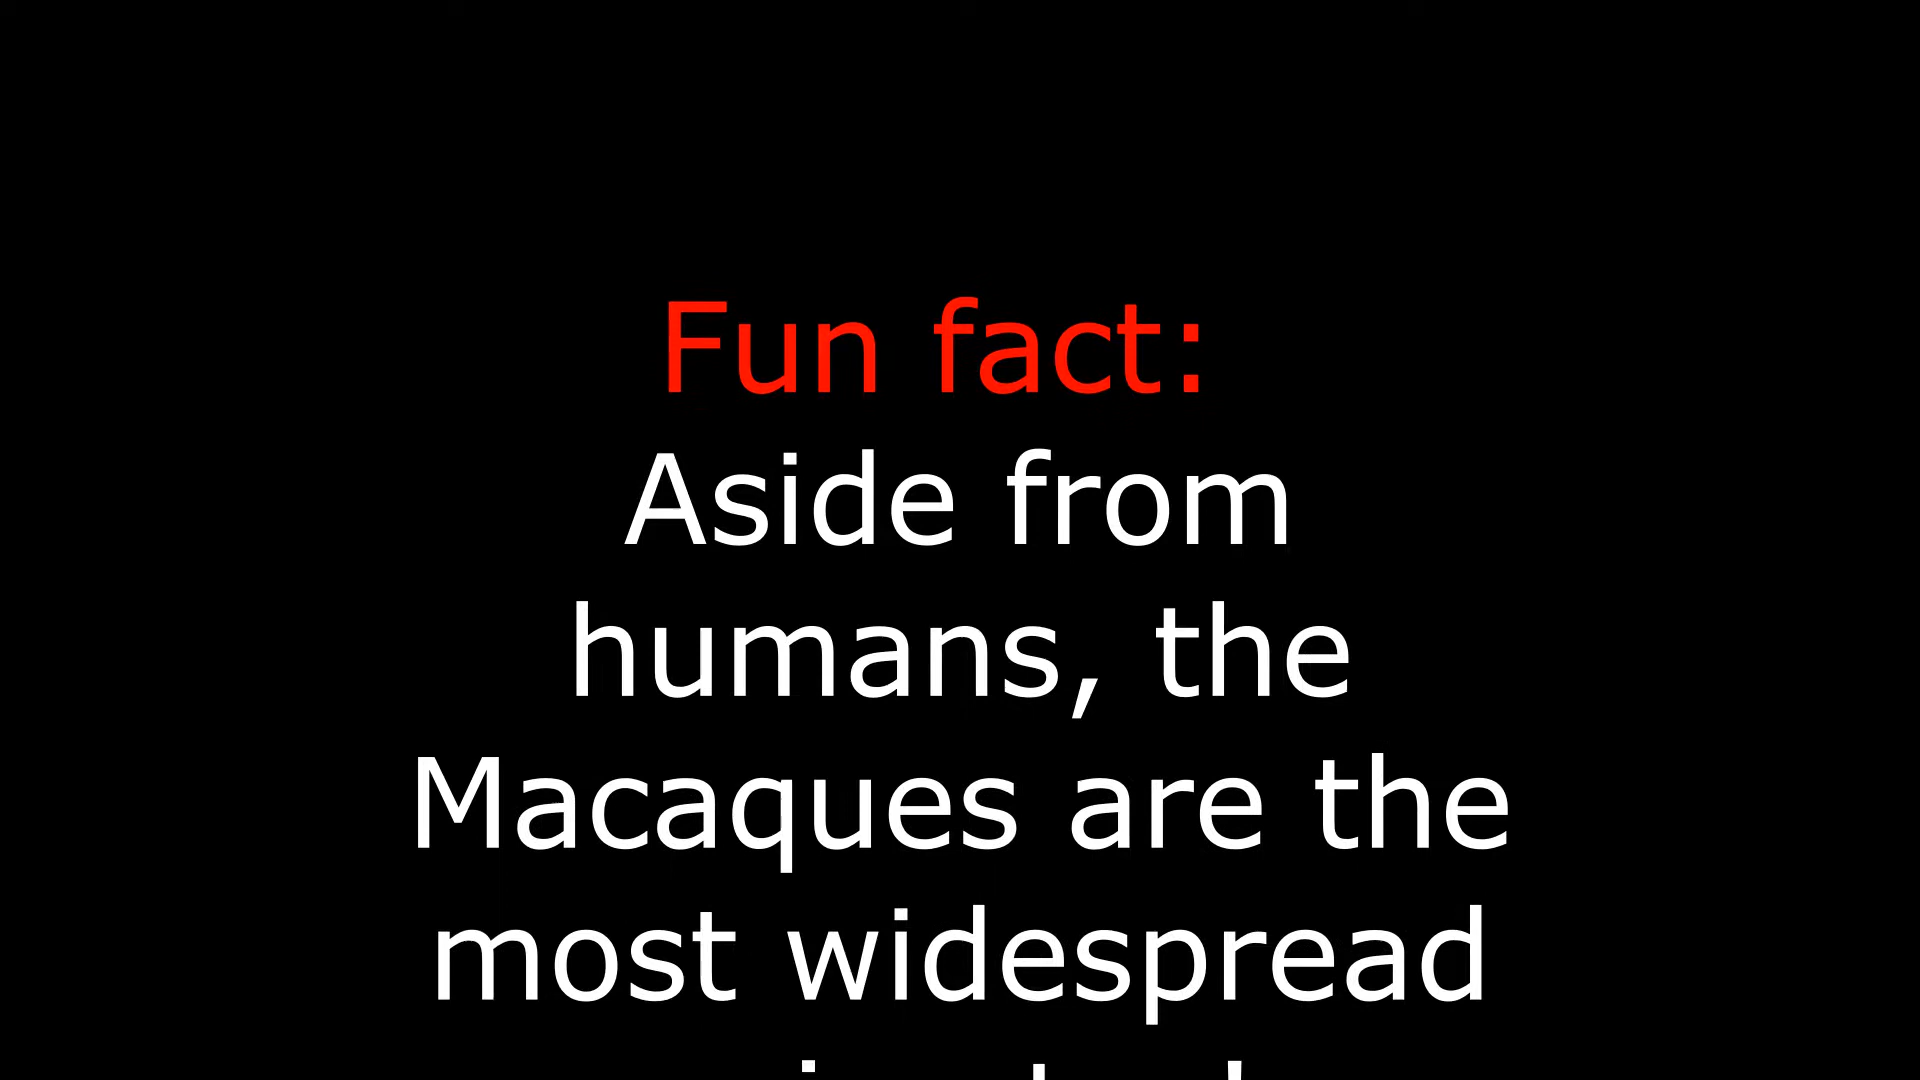 Fun fact:
Aside from
humans, the
Macaques are the
most widespread